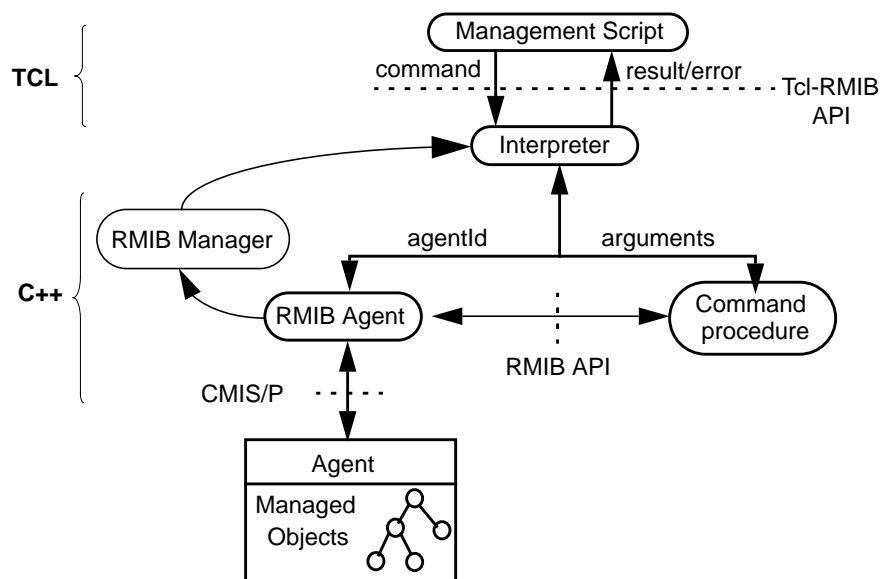 Management Script
TCL
command
result/error
Tcl-RMIB
API
Interpreter
RMIB Manager
agentId
arguments
C++
RMIB Agent
Command
procedure
RMIB API
CMIS/P
Agent
Managed
Objects